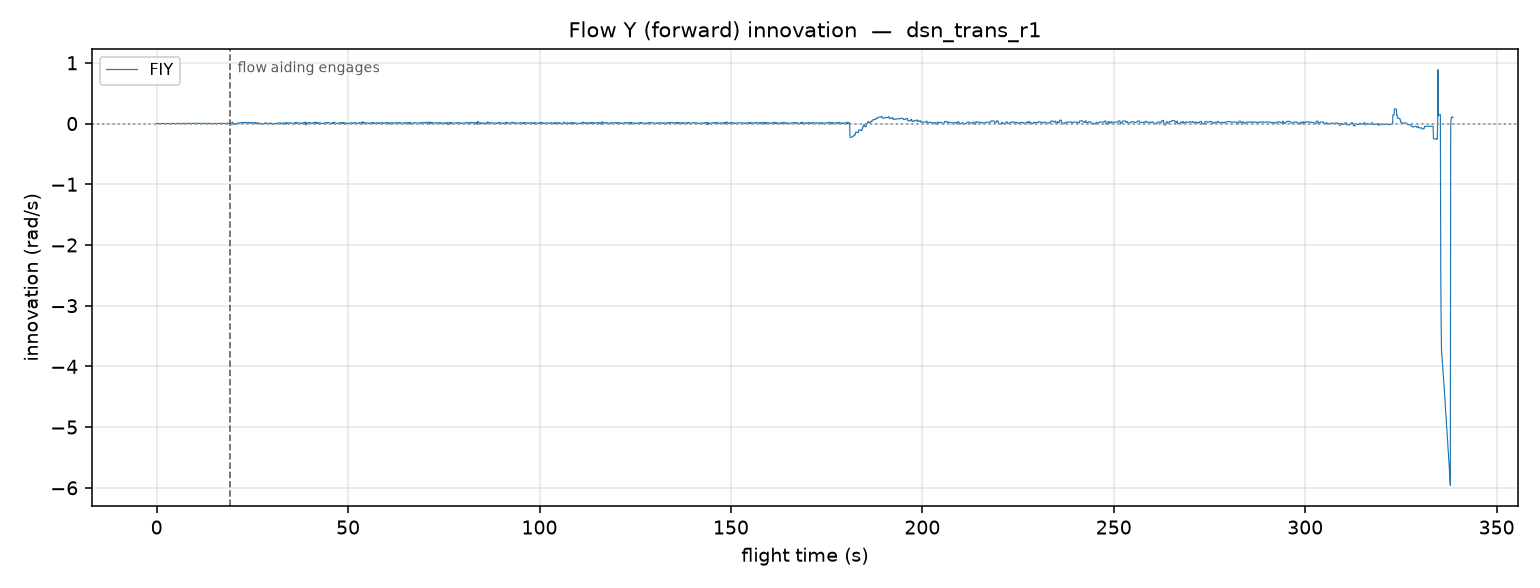 Flow Y (forward) innovation — dsn_trans_r1
FIY
flow aiding engages
innovation (rad/s)
1
0
−1
−2
−3
−4
−5
−6
0 50 100 150 200 250 300 350
flight time (s)